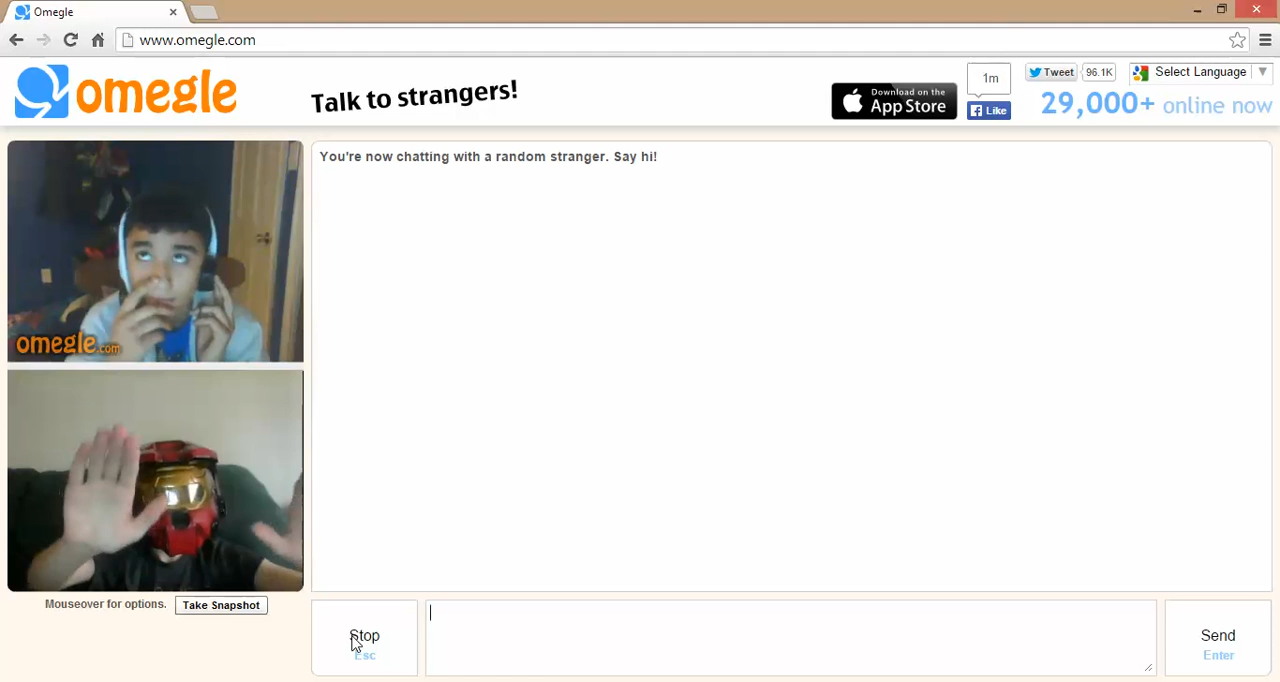 Omegle
www.omegle.com
omegle
Talk to strangers!
Download on the
App Store
1m
Like
Tweet 96.1K
Select Language
29,000+ online now
omegle.com
You're now chatting with a random stranger. Say hi!
Mouseover for options. Take Snapshot
Stop
Esc
Send
Enter